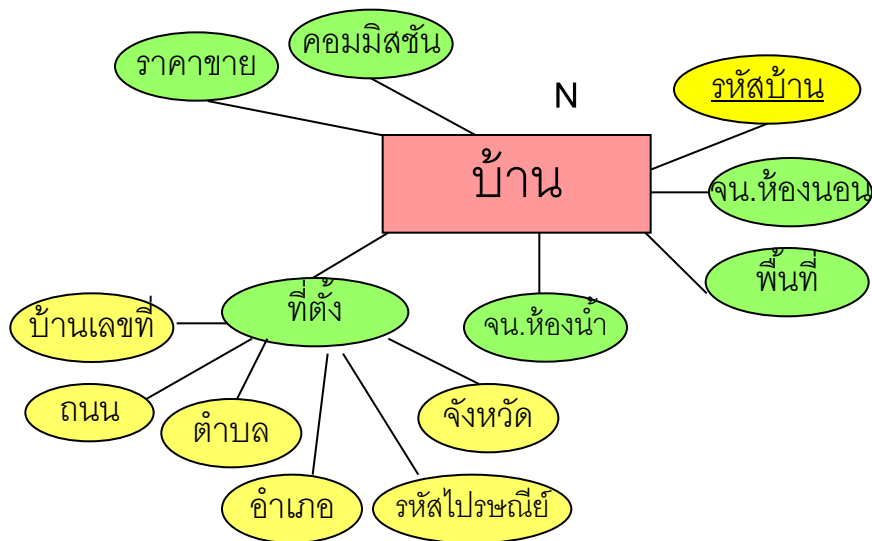 คอมมิสชัน
ราคาขาย
N
รหัสบ้าน
บ้าน
จน.ห้องนอน
พื้นที่
ที่ตั้ง
จน.ห้องน้ำ
บ้านเลขที่
ถนน
ตำบล
จังหวัด
อำเภอ
รหัสไปรษณีย์